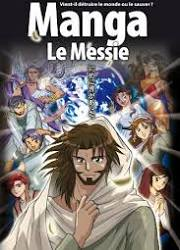 Vient-il détruire le monde ou le sauver ?
Manga
Le Messie